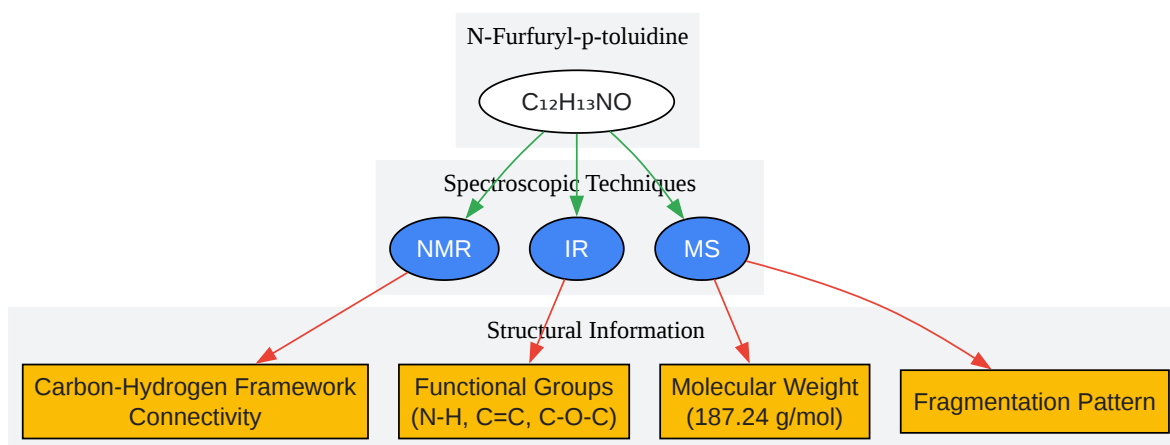 N-Furfuryl-p-toluidine
C₁₂H₁₃NO
Spectroscopic Techniques
NMR
IR
MS
Structural Information
Carbon-Hydrogen Framework
Connectivity
Functional Groups
(N-H, C=C, C-O-C)
Molecular Weight
(187.24 g/mol)
Fragmentation Pattern